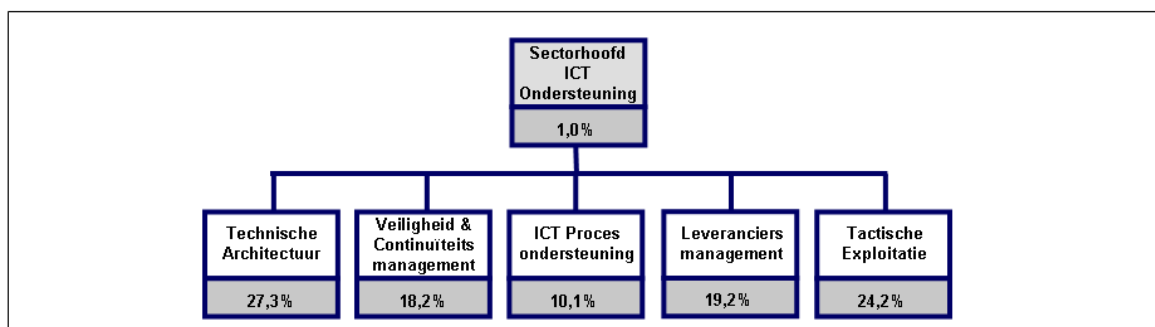 Sectorhoofd
ICT
Ondersteuning
1,0%
Technische
Architectuur
27,3%
Veiligheid &
Continuïteits
management
18,2%
ICT Proces
ondersteuning
10,1%
Leveranciers
management
19,2%
Tactische
Exploitatie
24,2%